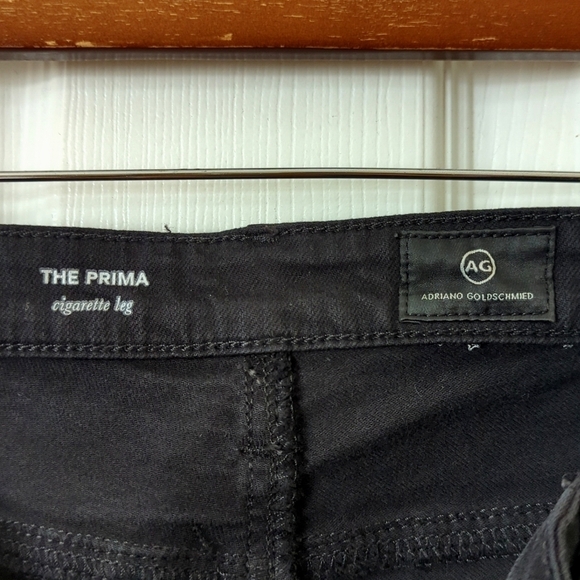 THE PRIMA
cigarette leg
AG
ADRIANO GOLDSCHMIED